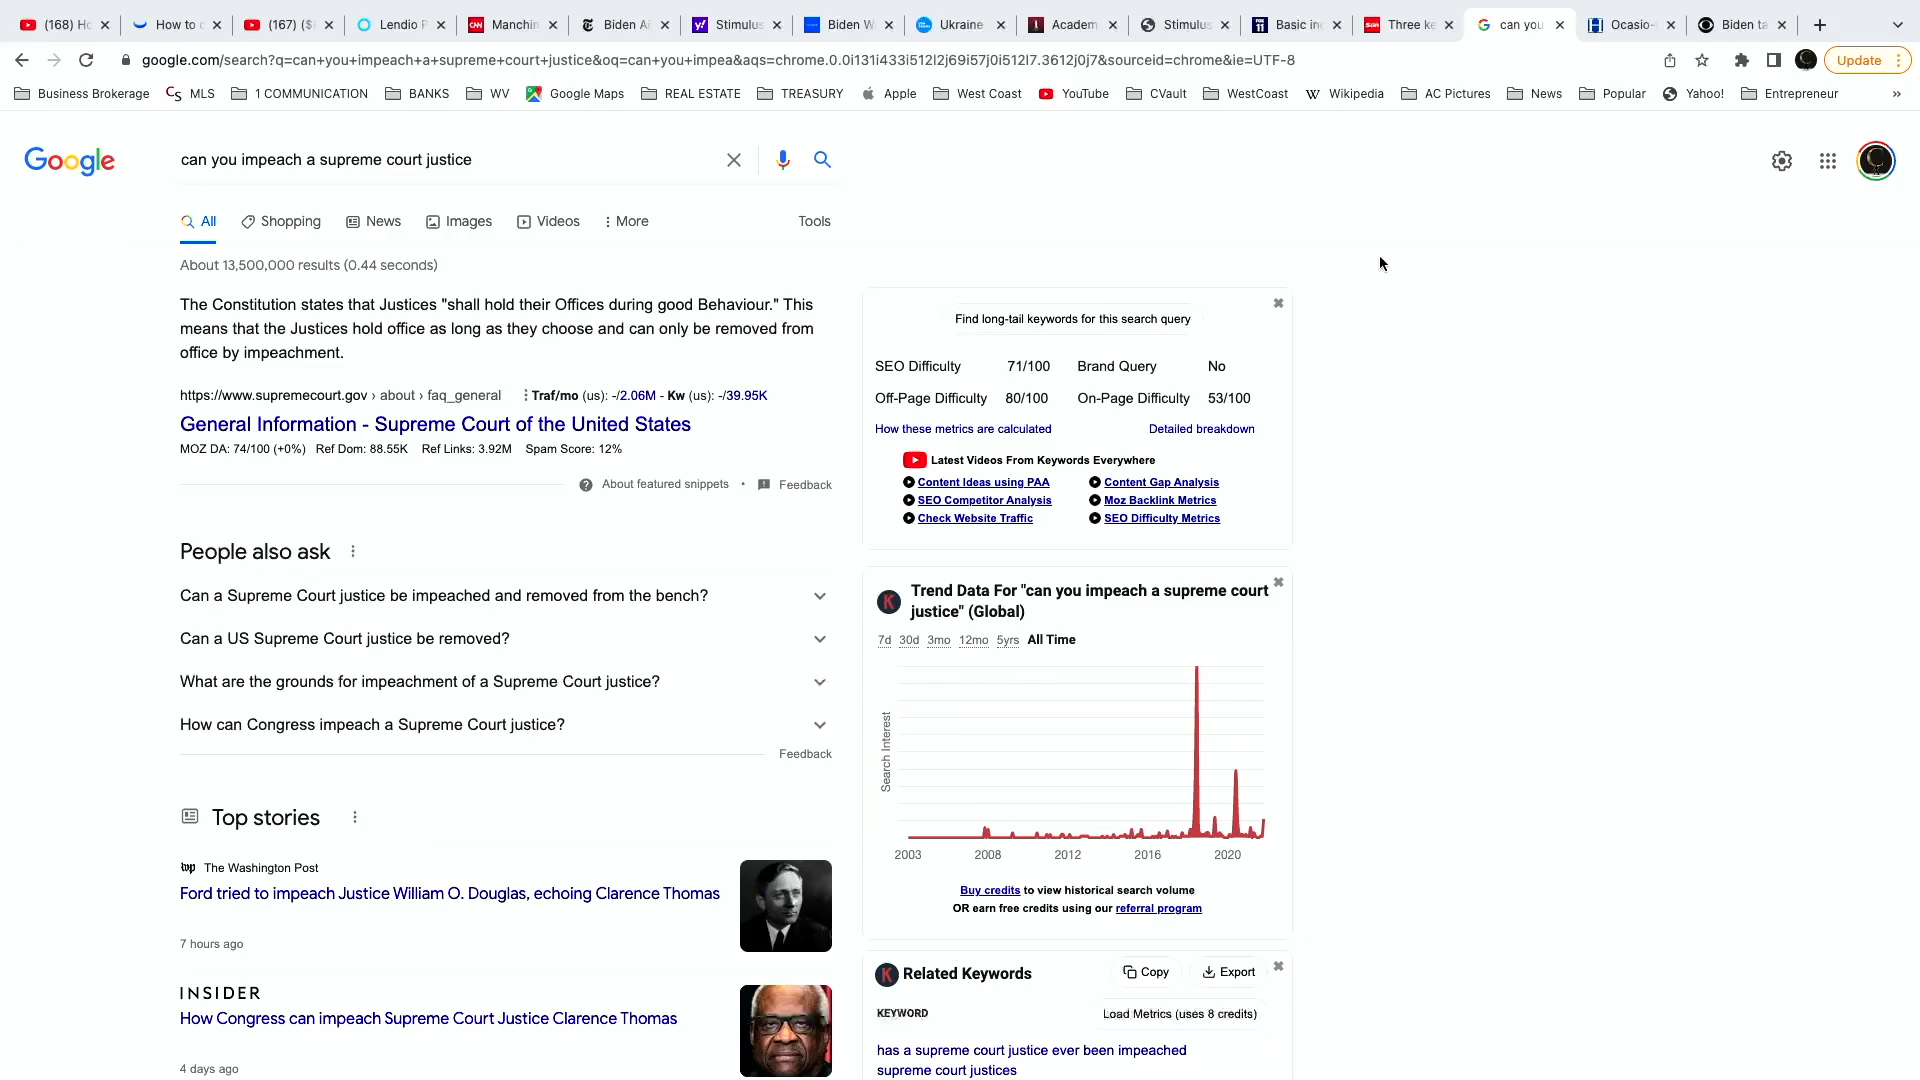 (168) Ho
How to c
(167) ($
Lendio P
Manchin
Biden Ai
Stimulus
Biden W
Ukraine
Academ
Stimulus
Basic inc
Three ke
can you
Ocasio-
Biden ta
google.com/search?q=can+you+impeach+a+supreme+court+justice&oq=can+you+impea&aqs=chrome.0.0i131i433i512l2j69i57j0i512l7.3612j0j7&sourceid=chrome&ie=UTF-8
Update
Business Brokerage
MLS
1 COMMUNICATION
BANKS
WV
Google Maps
REAL ESTATE
TREASURY
Apple
West Coast
YouTube
CVault
WestCoast
Wikipedia
AC Pictures
News
Popular
Yahoo!
Entrepreneur
»
Google
can you impeach a supreme court justice
All
Shopping
News
Images
Videos
More
Tools
About 13,500,000 results (0.44 seconds)
The Constitution states that Justices "shall hold their Offices during good Behaviour." This
means that the Justices hold office as long as they choose and can only be removed from
office by impeachment.
https://www.supremecourt.gov › about › faq_general
Traf/mo (us): -/2.06M - Kw (us): -/39.95K
General Information - Supreme Court of the United States
MOZ DA: 74/100 (+0%) Ref Dom: 88.55K Ref Links: 3.92M Spam Score: 12%
About featured snippets • Feedback
People also ask
Can a Supreme Court justice be impeached and removed from the bench?
Can a US Supreme Court justice be removed?
What are the grounds for impeachment of a Supreme Court justice?
How can Congress impeach a Supreme Court justice?
Feedback
Top stories
wp The Washington Post
Ford tried to impeach Justice William O. Douglas, echoing Clarence Thomas
7 hours ago
INSIDER
How Congress can impeach Supreme Court Justice Clarence Thomas
4 days ago
Find long-tail keywords for this search query
SEO Difficulty 71/100 Brand Query No
Off-Page Difficulty 80/100 On-Page Difficulty 53/100
How these metrics are calculated
Detailed breakdown
Latest Videos From Keywords Everywhere
Content Ideas using PAA
Content Gap Analysis
SEO Competitor Analysis
Moz Backlink Metrics
Check Website Traffic
SEO Difficulty Metrics
K
Trend Data For "can you impeach a supreme court
justice" (Global)
7d 30d 3mo 12mo 5yrs All Time
Search Interest
2003 2008 2012 2016 2020
Buy credits to view historical search volume
OR earn free credits using our referral program
K
Related Keywords
Copy
Export
KEYWORD
Load Metrics (uses 8 credits)
has a supreme court justice ever been impeached
supreme court justices